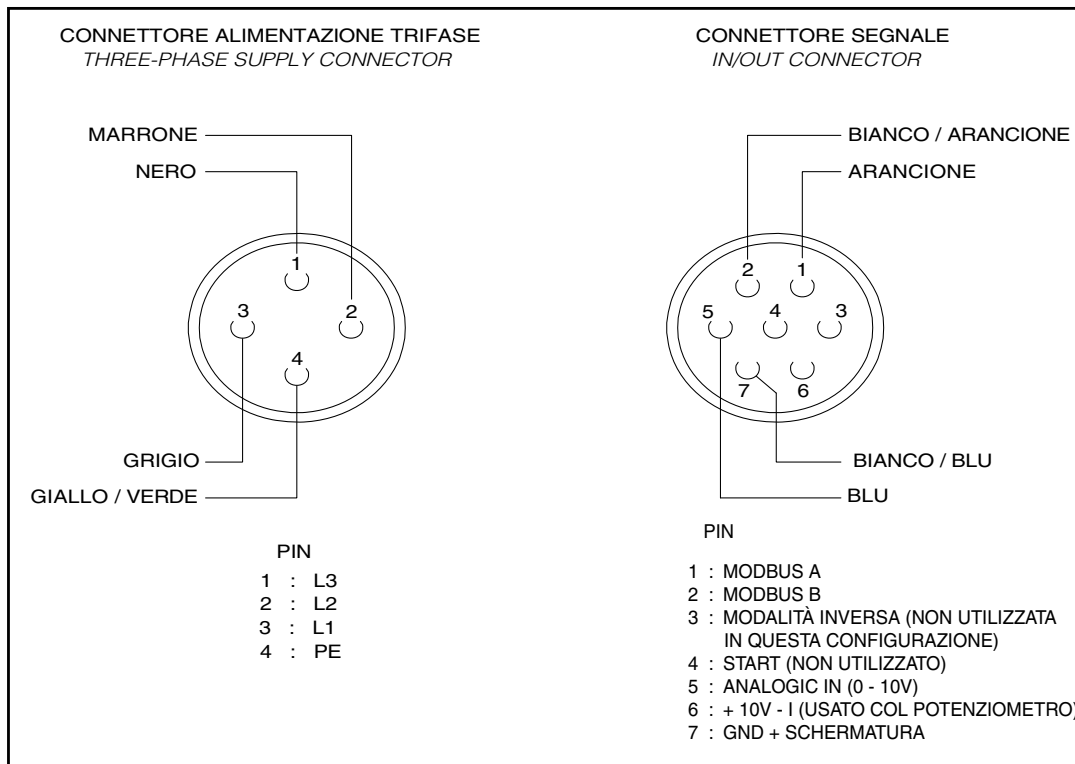 CONNETTORE ALIMENTAZIONE TRIFASE
THREE-PHASE SUPPLY CONNECTOR
MARRONE
NERO
1
3
2
4
GRIGIO
GIALLO / VERDE
PIN
1 : L3
2 : L2
3 : L1
4 : PE
CONNETTORE SEGNALE
IN/OUT CONNECTOR
BIANCO / ARANCIONE
ARANCIONE
2
1
5
4
3
7
6
BIANCO / BLU
BLU
PIN
1 : MODBUS A
2 : MODBUS B
3 : MODALITÀ INVERSA (NON UTILIZZATA
IN QUESTA CONFIGURAZIONE)
4 : START (NON UTILIZZATO)
5 : ANALOGIC IN (0 - 10V)
6 : + 10V - I (USATO COL POTENZIOMETRO)
7 : GND + SCHERMATURA